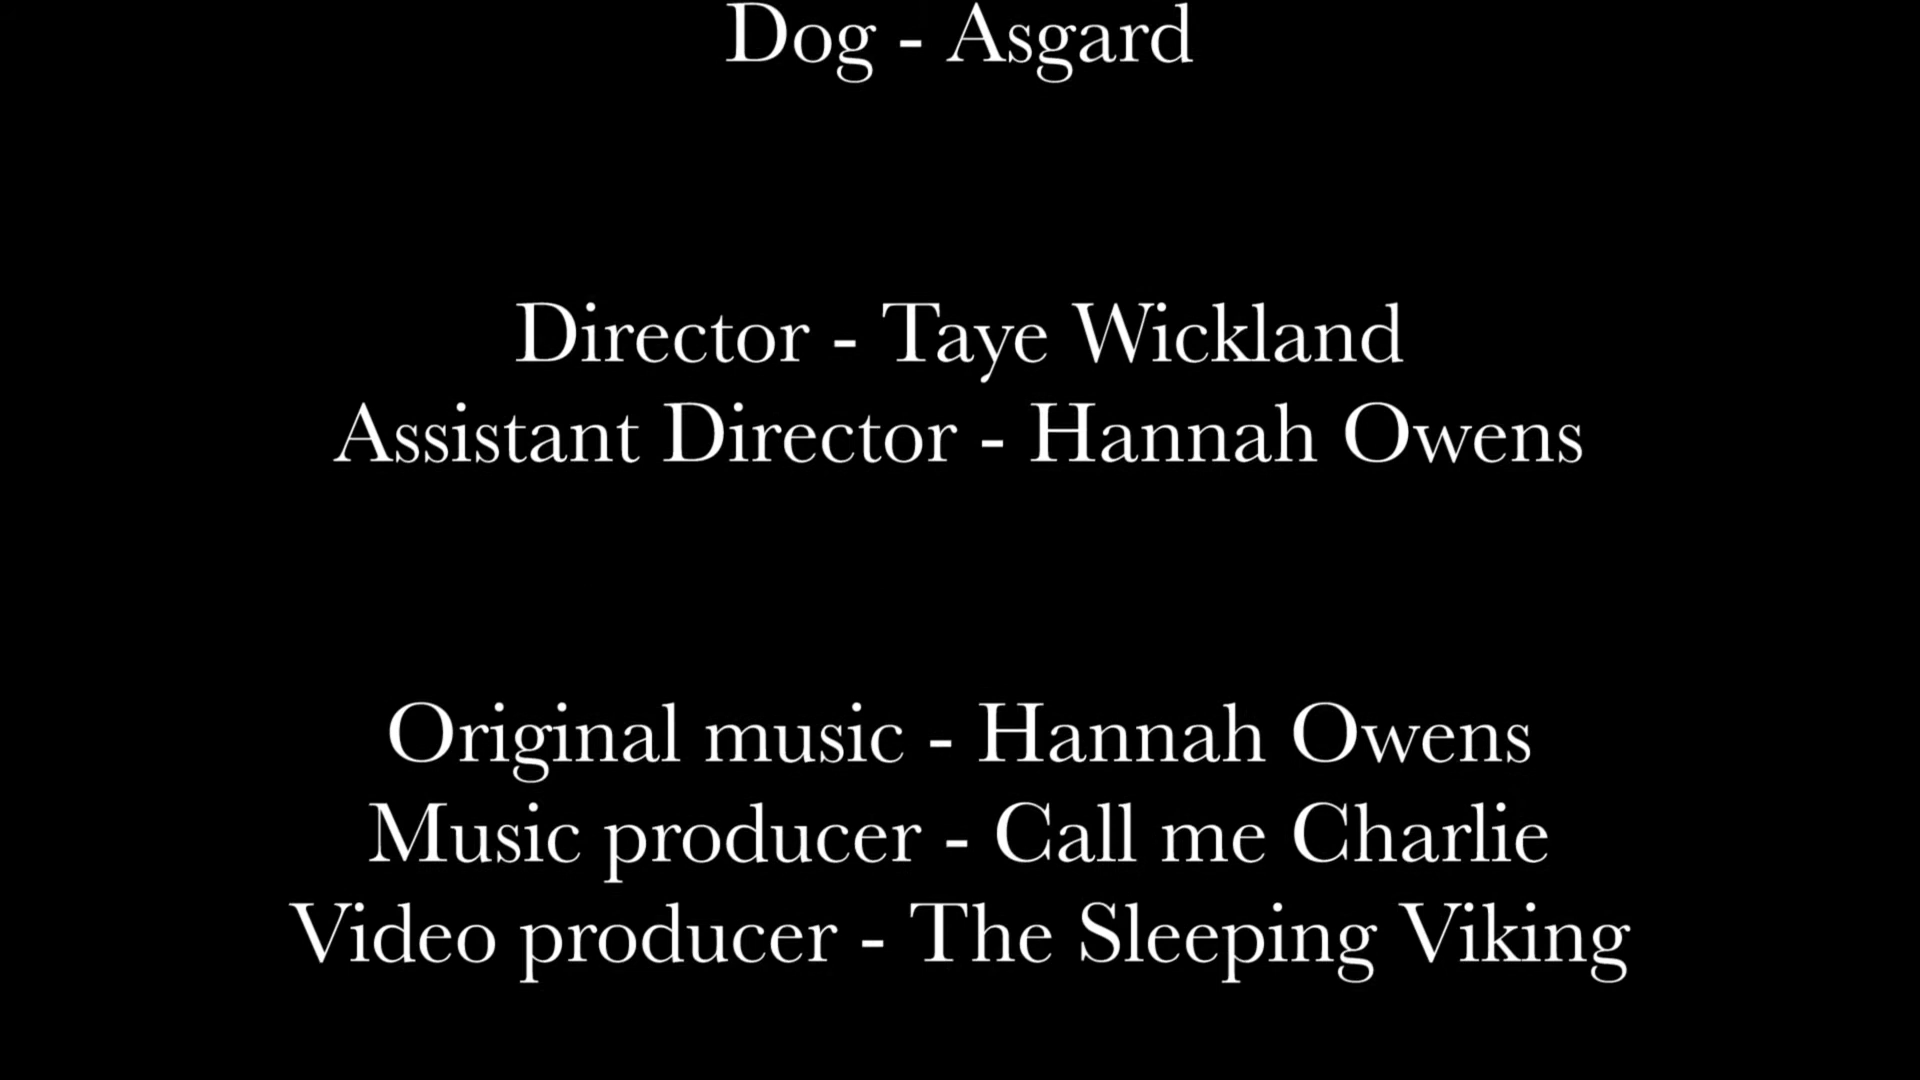 Dog - Asgard
Director - Taye Wickland
Assistant Director - Hannah Owens
Original music - Hannah Owens
Music producer - Call me Charlie
Video producer - The Sleeping Viking